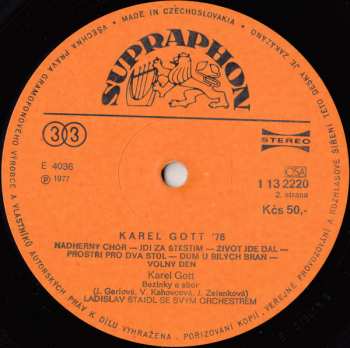 MADE IN CZECHOSLOVAKIA • VŠECHNA PRÁVA GRAMOFONOVÉHO VÝROBCE A VLASTNÍKŮ AUTORSKÝCH PRÁV K DÍLU VYHRAŽENA. POŘIZOVÁNÍ KOPIÍ, VEŘEJNÉ PROVOZOVÁNÍ A ROZHLASOVÉ ŠÍŘENÍ TÉTO DESKY JE ZAKÁZÁNO.
SUPRAPHON
33
STEREO
E 4036
OSA
℗ 1977
1 13 2220
2. strana
Kčs 50,-
KAREL GOTT '76
NÁDHERNÝ CHÓR — JDI ZA ŠTĚSTÍM — ŽIVOT JDE DÁL —
PROSTŘI PRO DVA STŮL — DŮM U BÍLÝCH BRAN —
VOLNÝ DEN
Karel Gott
Bezinky a sbor
(J. Gerlová, V. Kahovcová, J. Zelenková)
LADISLAV ŠTAIDL SE SVÝM ORCHESTREM